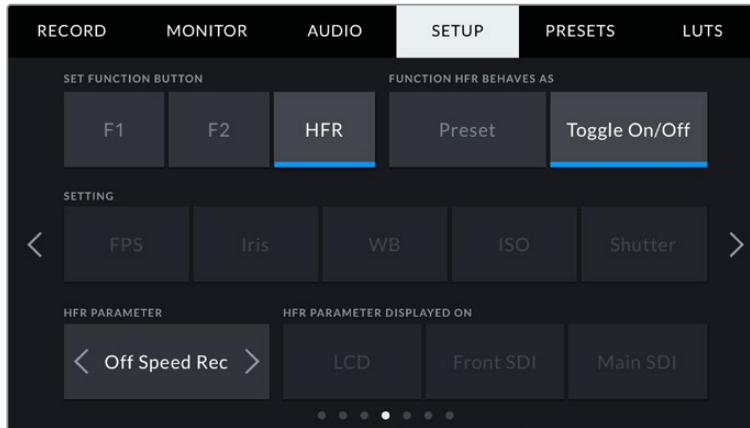 RECORD MONITOR AUDIO SETUP PRESETS LUTS
SET FUNCTION BUTTON FUNCTION HFR BEHAVES AS
F1 F2 HFR Preset Toggle On/Off
SETTING
FPS Iris WB ISO Shutter
HFR PARAMETER HFR PARAMETER DISPLAYED ON
Off Speed Rec LCD Front SDI Main SDI